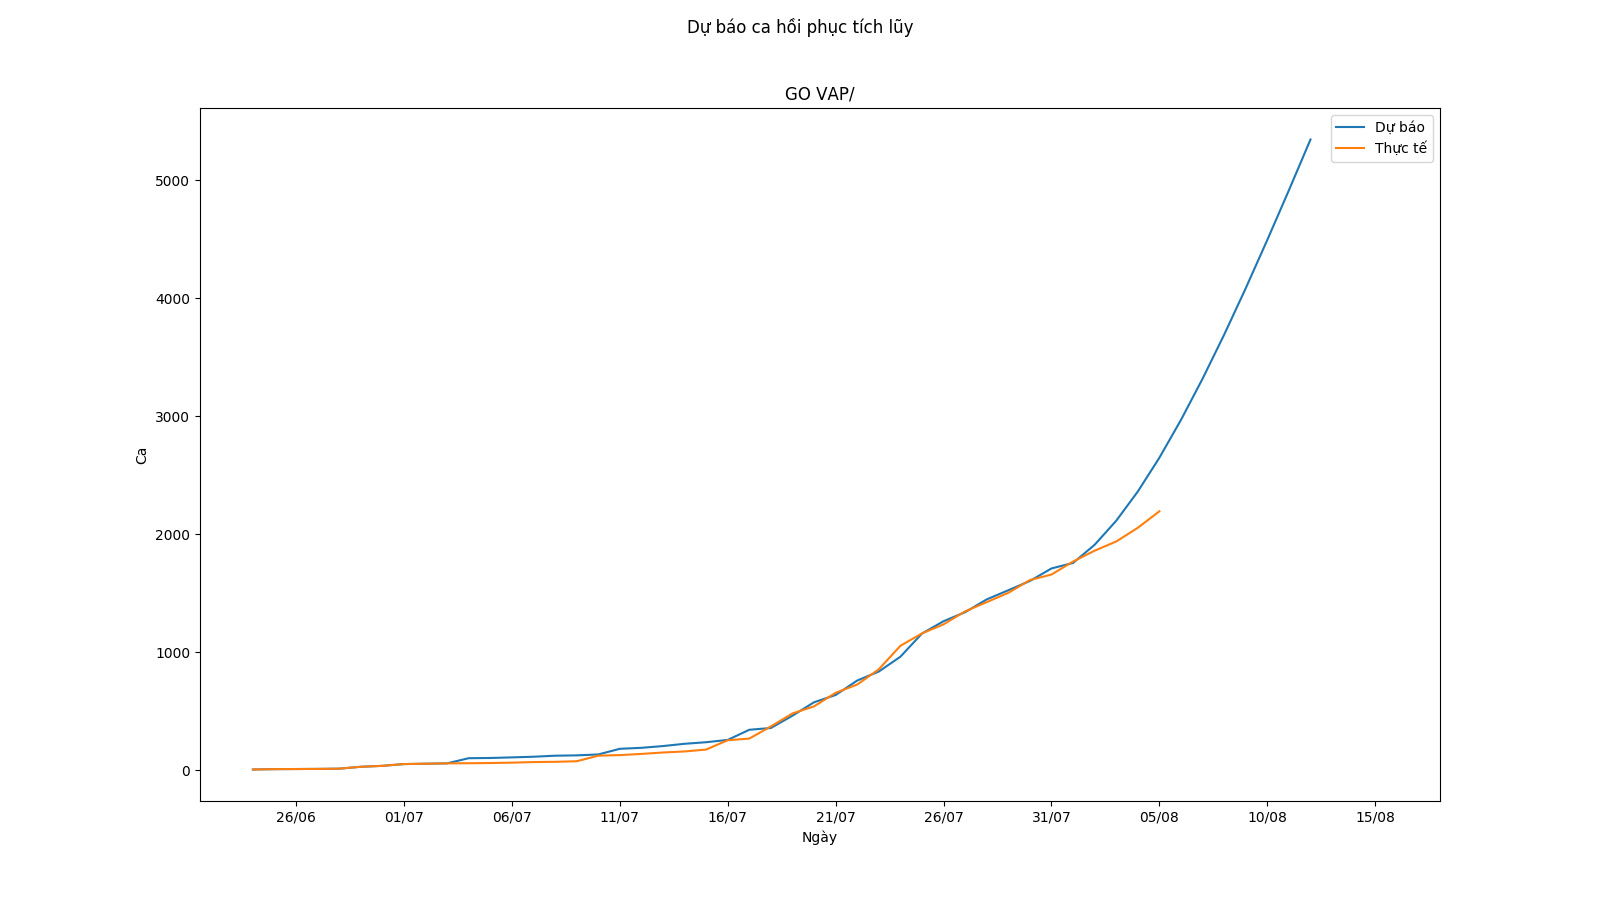 Dự báo ca hồi phục tích lũy
GO VAP/
Dự báo
Thực tế
5000
4000
3000
2000
1000
0
Ca
26/06 01/07 06/07 11/07 16/07 21/07 26/07 31/07 05/08 10/08 15/08
Ngày